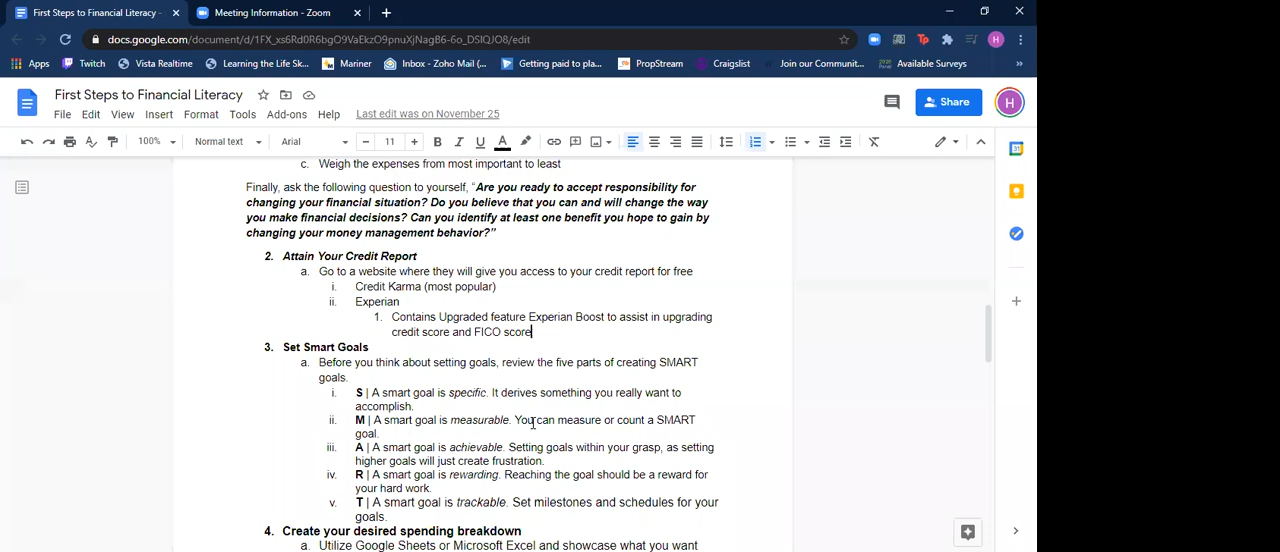 First Steps to Financial Literacy -
Meeting Information - Zoom
docs.google.com/document/d/1FX_xs6Rd0R6bgO9VaEkzO9pnuXjNagB6-6o_DSIQJO8/edit
Apps Twitch Vista Realtime Learning the Life Sk... Mariner Inbox - Zoho Mail (... Getting paid to pla... PropStream Craigslist Join our Communit... Available Surveys »
First Steps to Financial Literacy
File Edit View Insert Format Tools Add-ons Help Last edit was on November 25
Share
H
100% Normal text Arial 11 B I U A
c. Weigh the expenses from most important to least
Finally, ask the following question to yourself, “Are you ready to accept responsibility for
changing your financial situation? Do you believe that you can and will change the way
you make financial decisions? Can you identify at least one benefit you hope to gain by
changing your money management behavior?”
2. Attain Your Credit Report
a. Go to a website where they will give you access to your credit report for free
i. Credit Karma (most popular)
ii. Experian
1. Contains Upgraded feature Experian Boost to assist in upgrading
credit score and FICO score
3. Set Smart Goals
a. Before you think about setting goals, review the five parts of creating SMART
goals.
i. S | A smart goal is specific. It derives something you really want to
accomplish.
ii. M | A smart goal is measurable. You can measure or count a SMART
goal.
iii. A | A smart goal is achievable. Setting goals within your grasp, as setting
higher goals will just create frustration.
iv. R | A smart goal is rewarding. Reaching the goal should be a reward for
your hard work.
v. T | A smart goal is trackable. Set milestones and schedules for your
goals.
4. Create your desired spending breakdown
a. Utilize Google Sheets or Microsoft Excel and showcase what you want